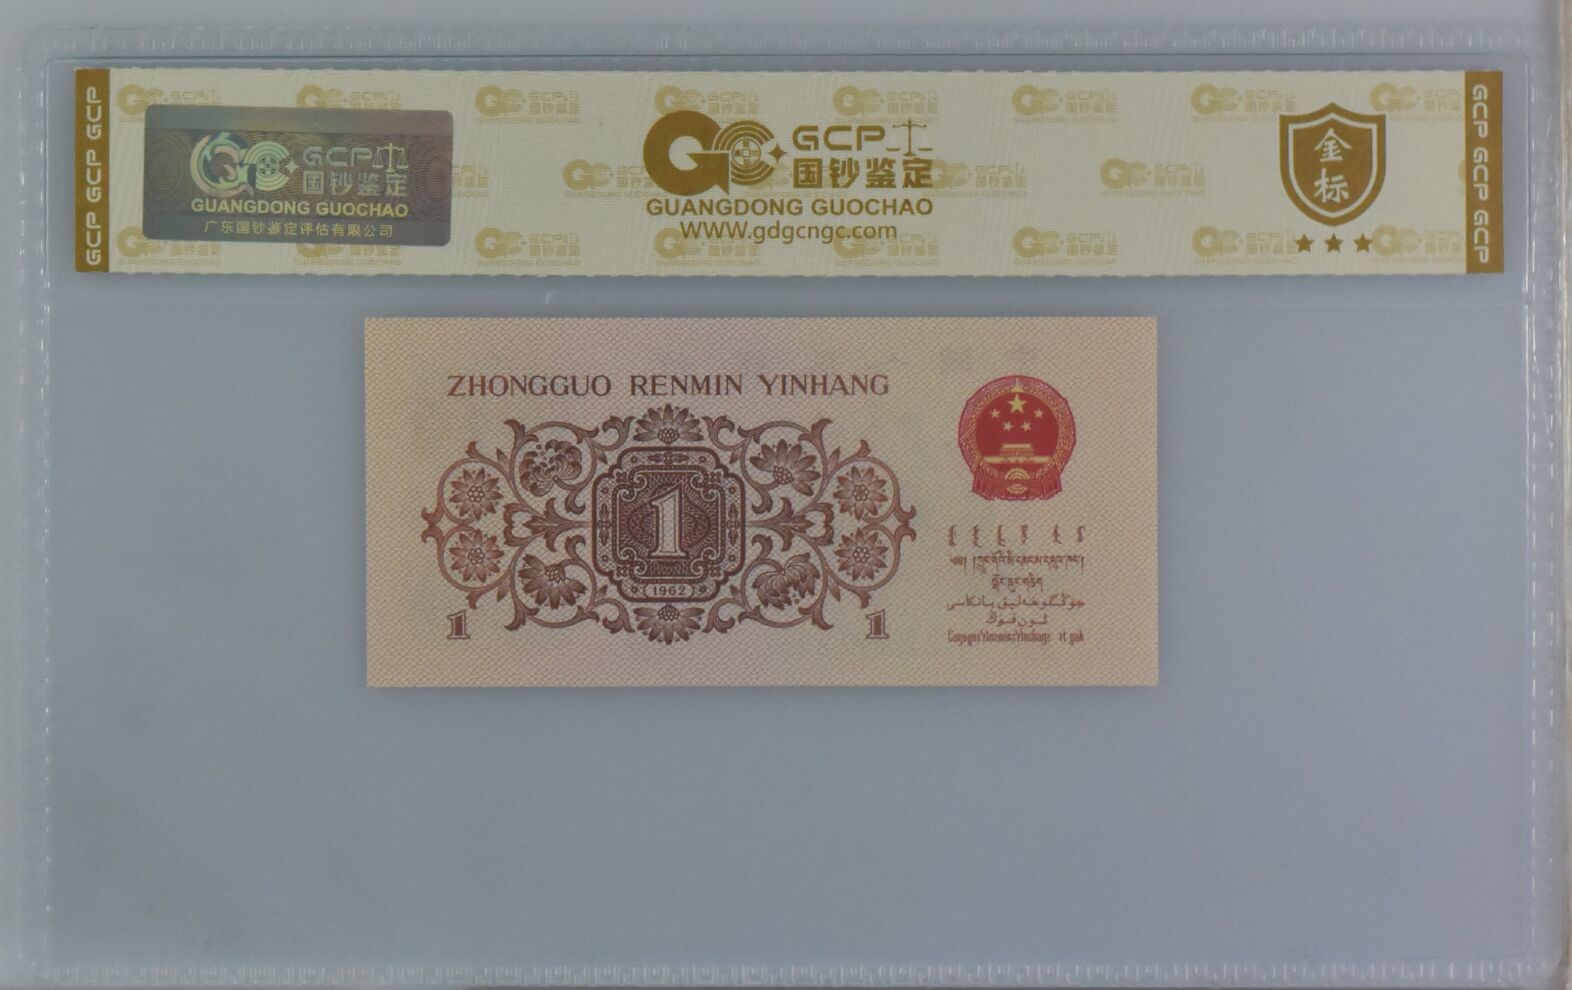 GCP GCP
GCP
国钞鉴定
GUANGDONG GUOCHAO
广东国钞鉴定评估有限公司
GCP
国钞鉴定
GUANGDONG GUOCHAO
WWW.gdgcngc.com
金标
GCP GCP GCP
ZHONGGUO RENMIN YINHANG
1
(1962)
1
1
جۇڭگوخەلىق بانكاسى